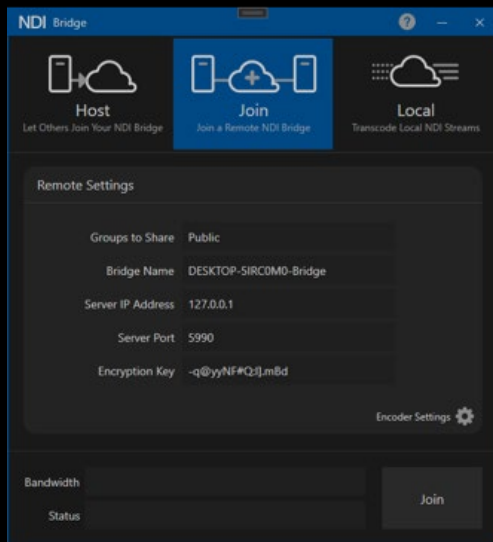 NDI Bridge
?
Host
Let Others Join Your NDI Bridge
Join
Join a Remote NDI Bridge
Local
Transcode Local NDI Streams
Remote Settings
Groups to Share Public
Bridge Name DESKTOP-5IRC0M0-Bridge
Server IP Address 127.0.0.1
Server Port 5990
Encryption Key
Encoder Settings
Bandwidth
Status
Join